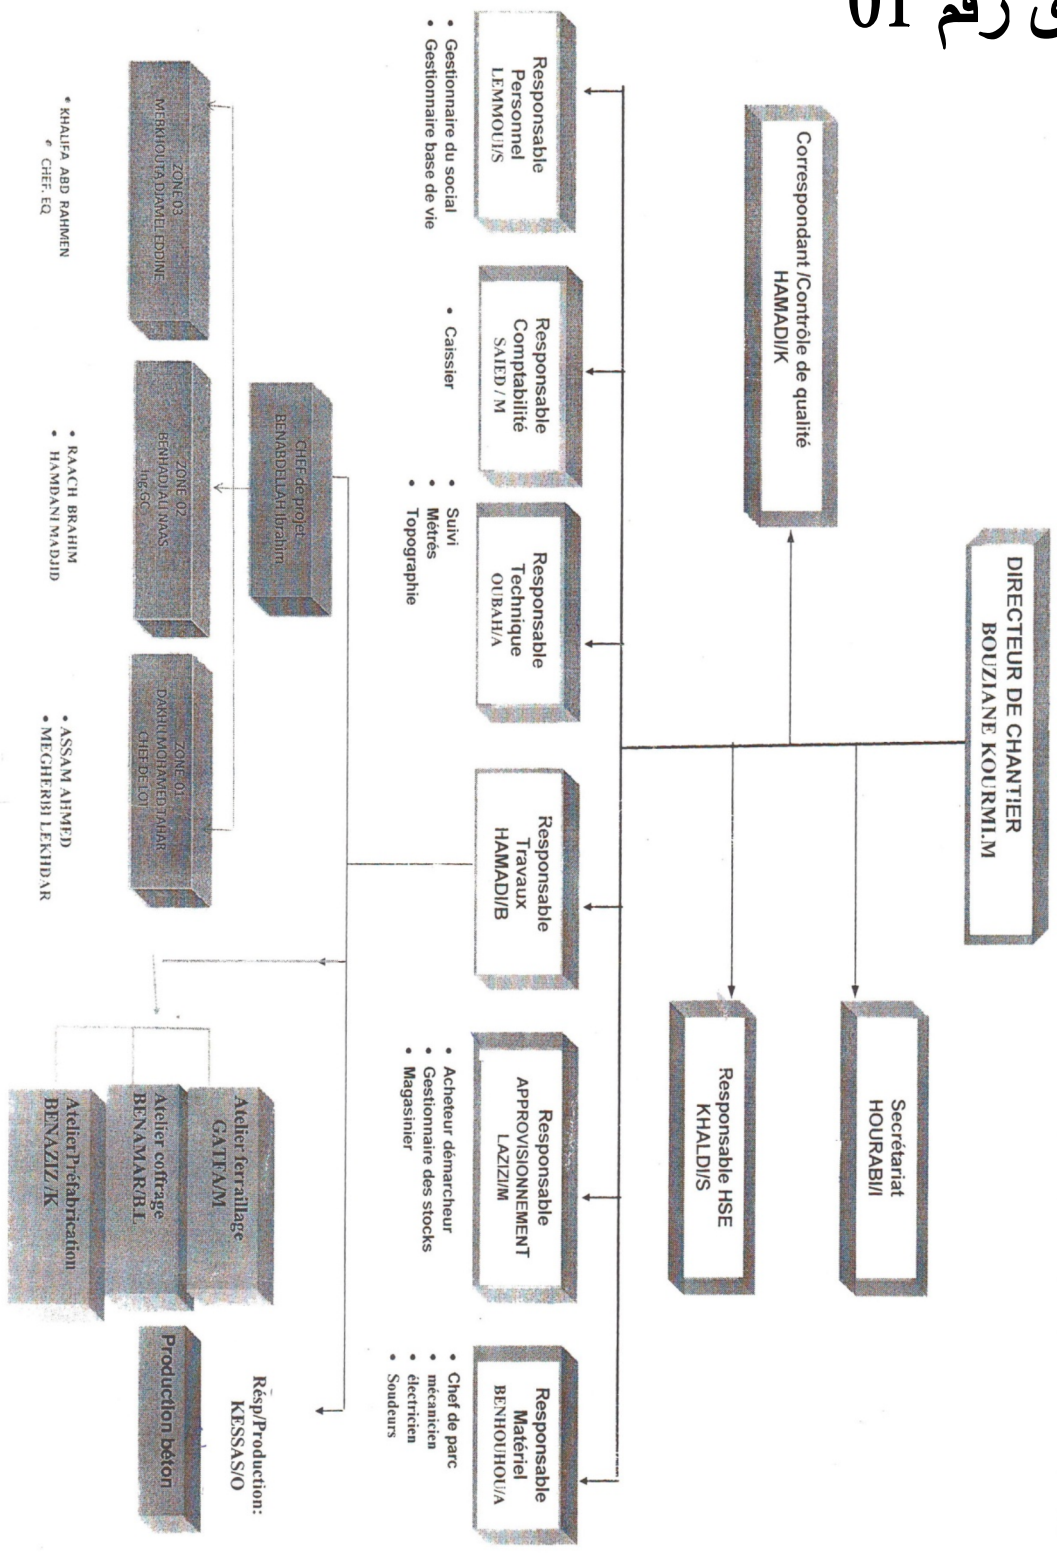 رقم 01
DIRECTEUR DE CHANTIER
BOUZIANE KOURMI.M
Secrétariat
HOURABI/I
Correspondant /Contrôle de qualité
HAMADI/K
Responsable HSE
KHALDI/S
Responsable
Personnel
LEMMOUI/S
• Gestionnaire du social
• Gestionnaire base de vie
Responsable
Comptabilité
SAIED / M
• Caissier
Responsable
Technique
OUBAH/A
• Suivi
• Métrés
• Topographie
Responsable
Travaux
HAMADI/B
Responsable
APPROVISIONNEMENT
LAZIZI/M
• Acheteur démarcheur
• Gestionnaire des stocks
• Magasinier
Responsable
Matériel
BENHOUHOU/A
• Chef de parc
• mécanicien
• électricien
• Soudeurs
CHEF de projet
BENABDELLAH Ibrahim
ZONE 03
MERKHOUTA DJAMEL EDDINE
• KHALIFA ABD RAHMEN
• CHEF. EQ
ZONE 02
BENHADJ ALI NAAS
Ing.GC
• RAACH BRAHIM
• HAMDANI MADJID
ZONE 01
MOHAMED TAHAR
CHEF DE LOT
• ASSAM AHMED
• MEGHERBI LEKHDAR
Atelier ferraillage
GATFA/M
Atelier coffrage
BENAMAR/B.L
Atelier Préfabrication
BENAZIZ /K
Résp/Production:
KESSAS/O
Production béton